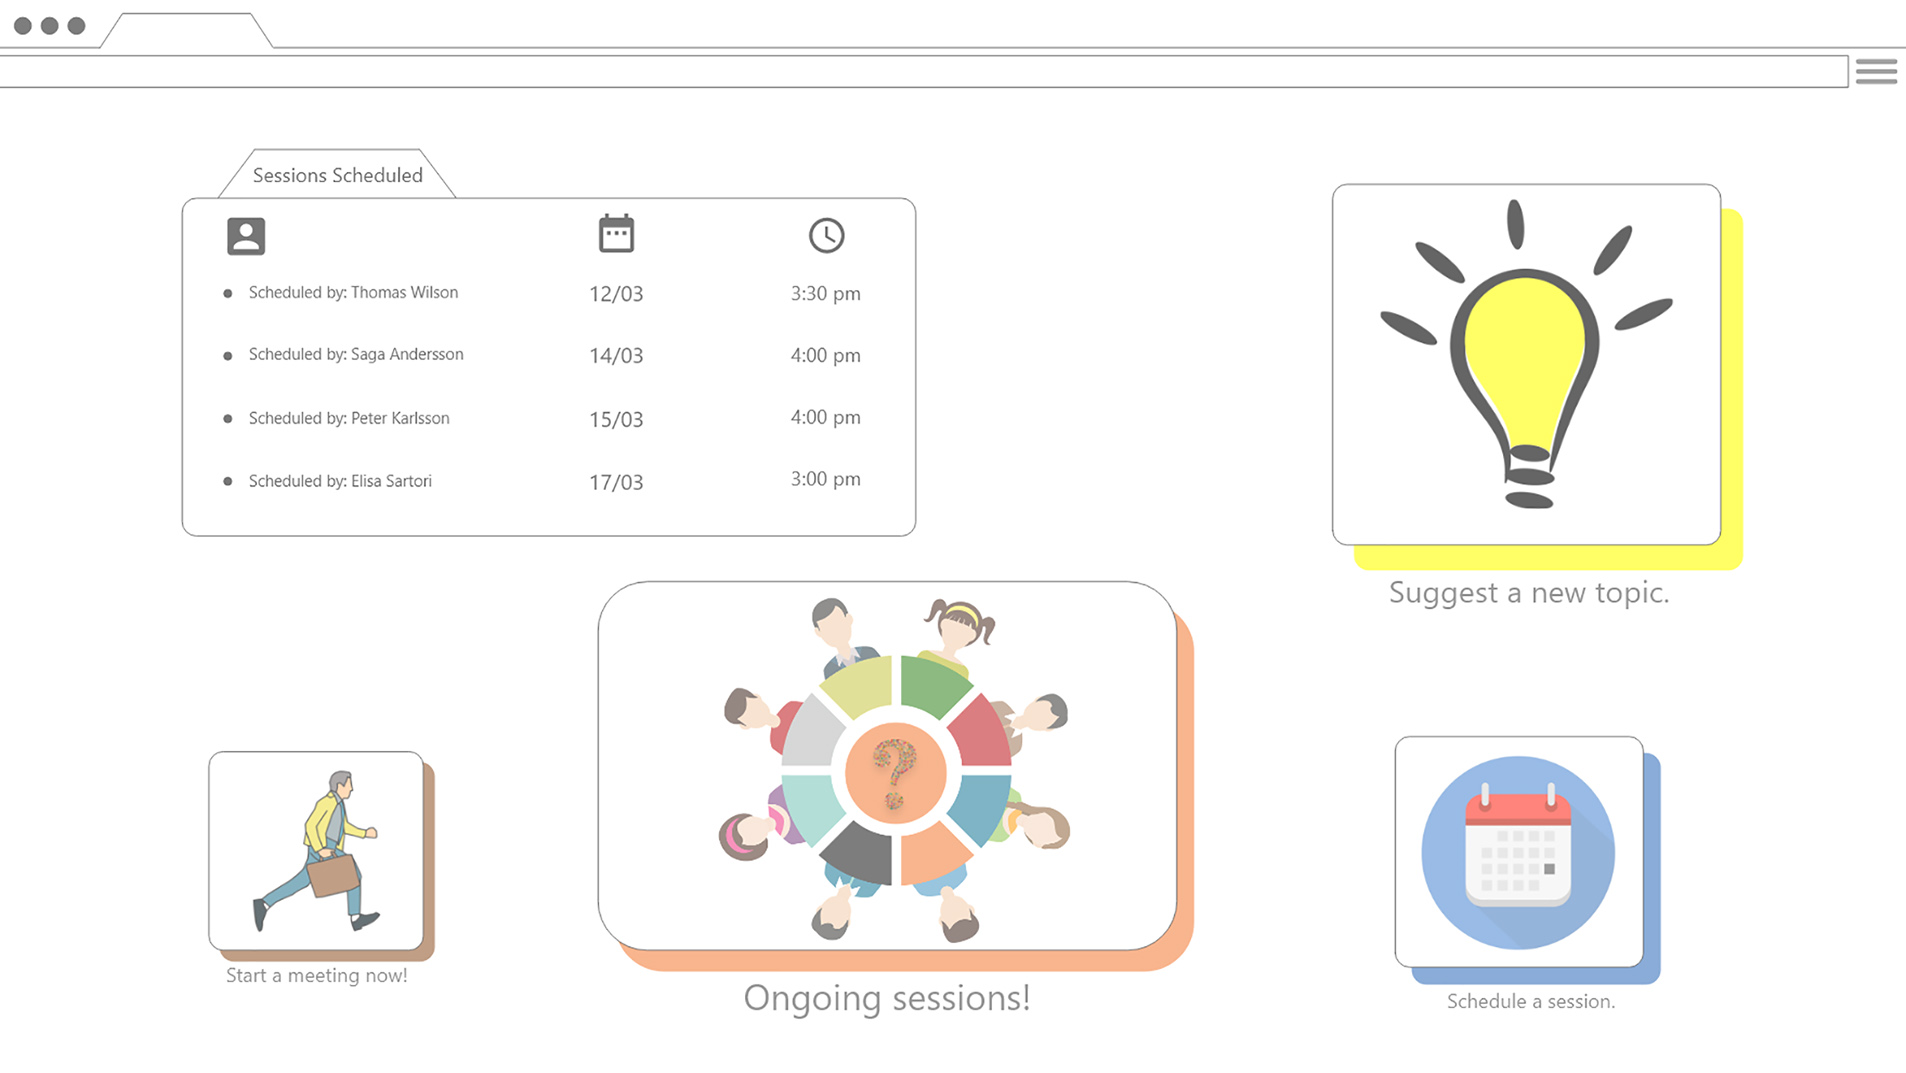 Sessions Scheduled
Scheduled by: Thomas Wilson 12/03 3:30 pm
Scheduled by: Saga Andersson 14/03 4:00 pm
Scheduled by: Peter Karlsson 15/03 4:00 pm
Scheduled by: Elisa Sartori 17/03 3:00 pm
Suggest a new topic.
?
Start a meeting now!
Ongoing sessions!
Schedule a session.